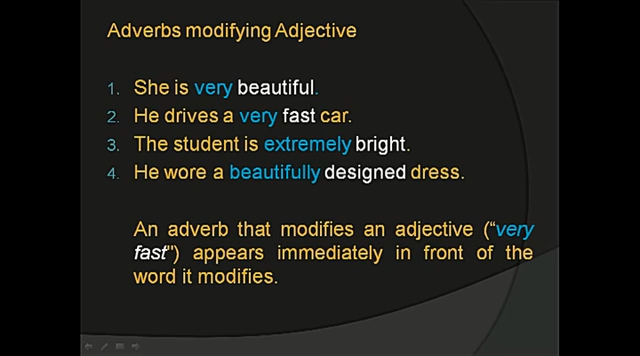 Adverbs modifying Adjective
1. She is very beautiful.
2. He drives a very fast car.
3. The student is extremely bright.
4. He wore a beautifully designed dress.
An adverb that modifies an adjective (“very
fast") appears immediately in front of the
word it modifies.